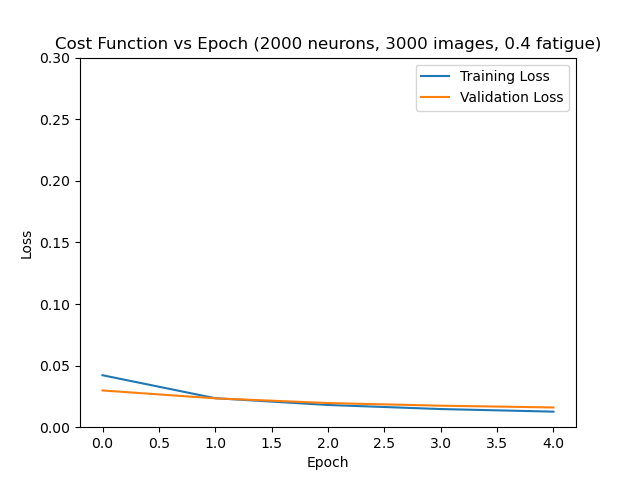 Cost Function vs Epoch (2000 neurons, 3000 images, 0.4 fatigue)
0.30
0.25
0.20
0.15
0.10
0.05
0.00
Loss
Training Loss
Validation Loss
0.0 0.5 1.0 1.5 2.0 2.5 3.0 3.5 4.0
Epoch